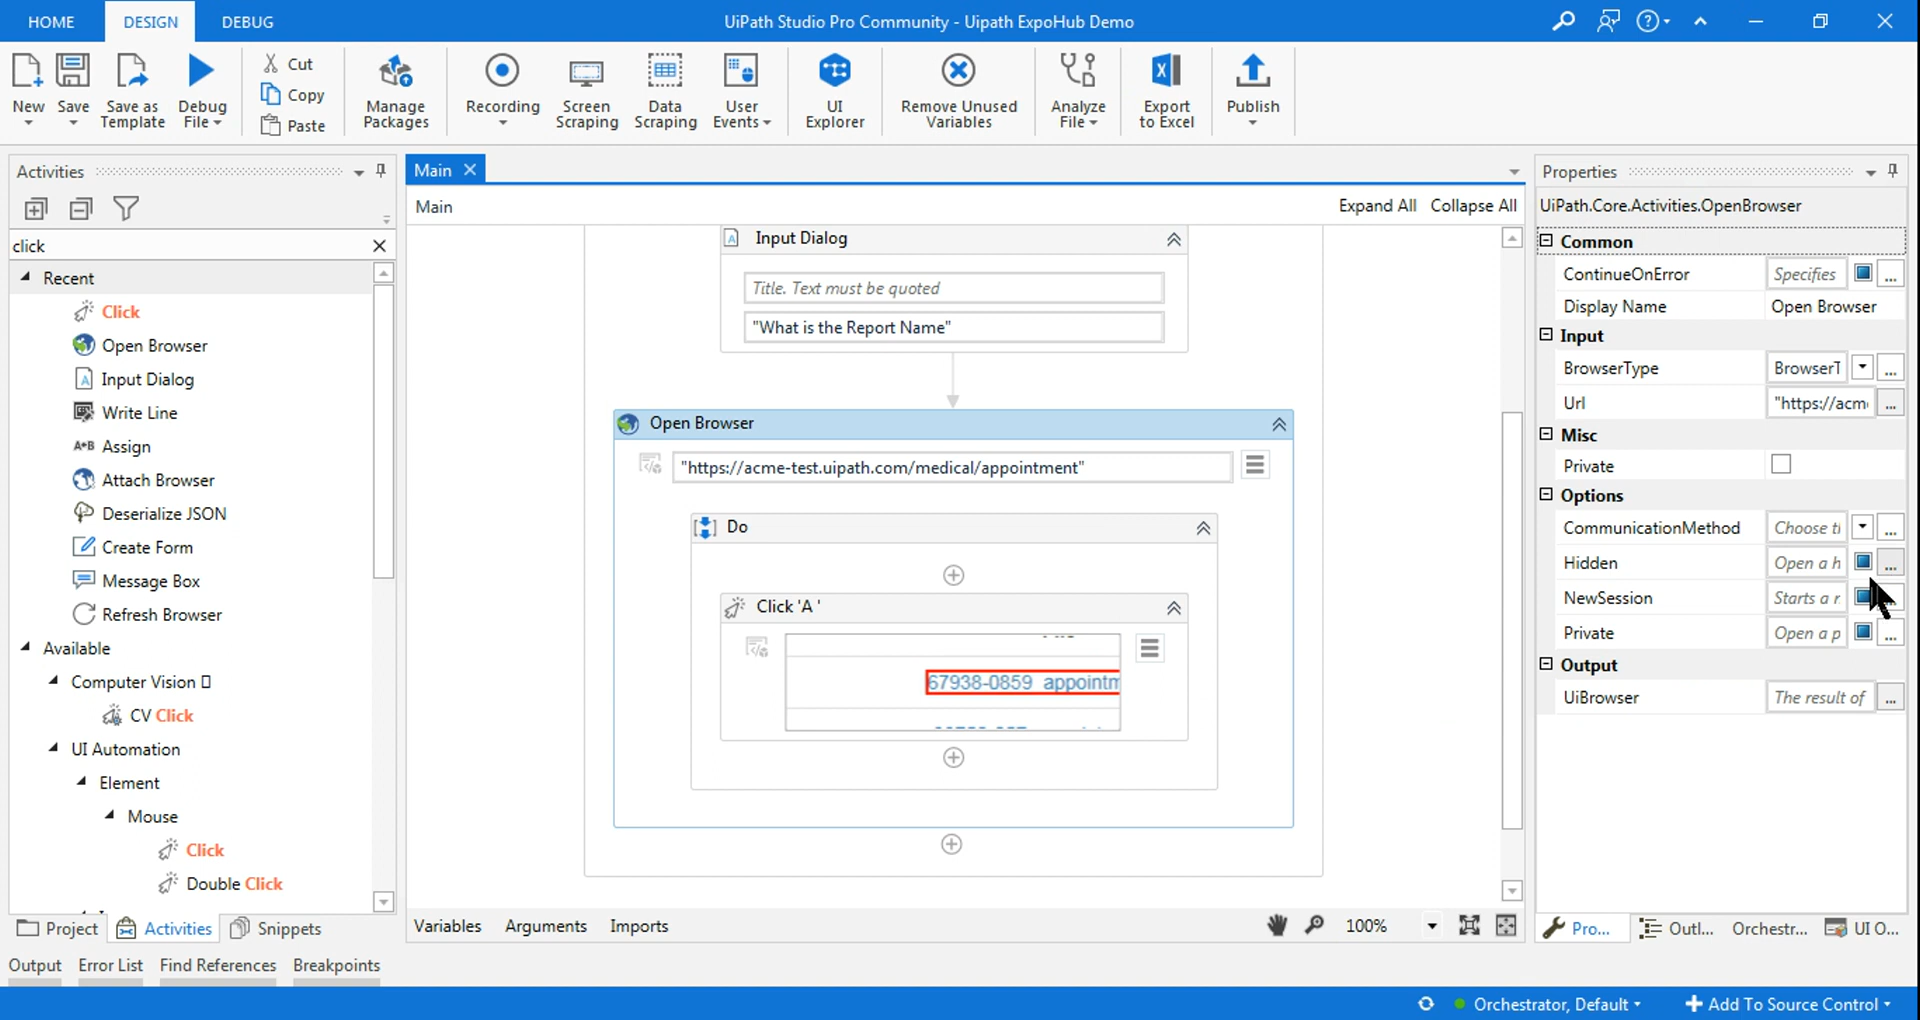 HOME DESIGN DEBUG UiPath Studio Pro Community - Uipath ExpoHub Demo
New Save Save as Template Debug File Cut Copy Paste Manage Packages Recording Screen Scraping Data Scraping User Events UI Explorer Remove Unused Variables Analyze File Export to Excel Publish
Activities
click
Recent
Click
Open Browser
Input Dialog
Write Line
A*B Assign
Attach Browser
Deserialize JSON
Create Form
Message Box
Refresh Browser
Available
Computer Vision
CV Click
UI Automation
Element
Mouse
Click
Double Click
Project Activities Snippets
Main
Main Expand All Collapse All
Input Dialog
Title. Text must be quoted
"What is the Report Name"
Open Browser
"https://acme-test.uipath.com/medical/appointment"
Do
Click 'A '
67938-0859 appointm
Variables Arguments Imports 100%
Properties
UiPath.Core.Activities.OpenBrowser
Common
ContinueOnError Specifies ...
Display Name Open Browser
Input
BrowserType BrowserT ...
Url "https://acm ...
Misc
Private
Options
CommunicationMethod Choose tl ...
Hidden Open a h ...
NewSession Starts a r
Private Open a p ...
Output
UiBrowser The result of ...
Pro... Outl... Orchestr... UI O...
Output Error List Find References Breakpoints
Orchestrator, Default Add To Source Control